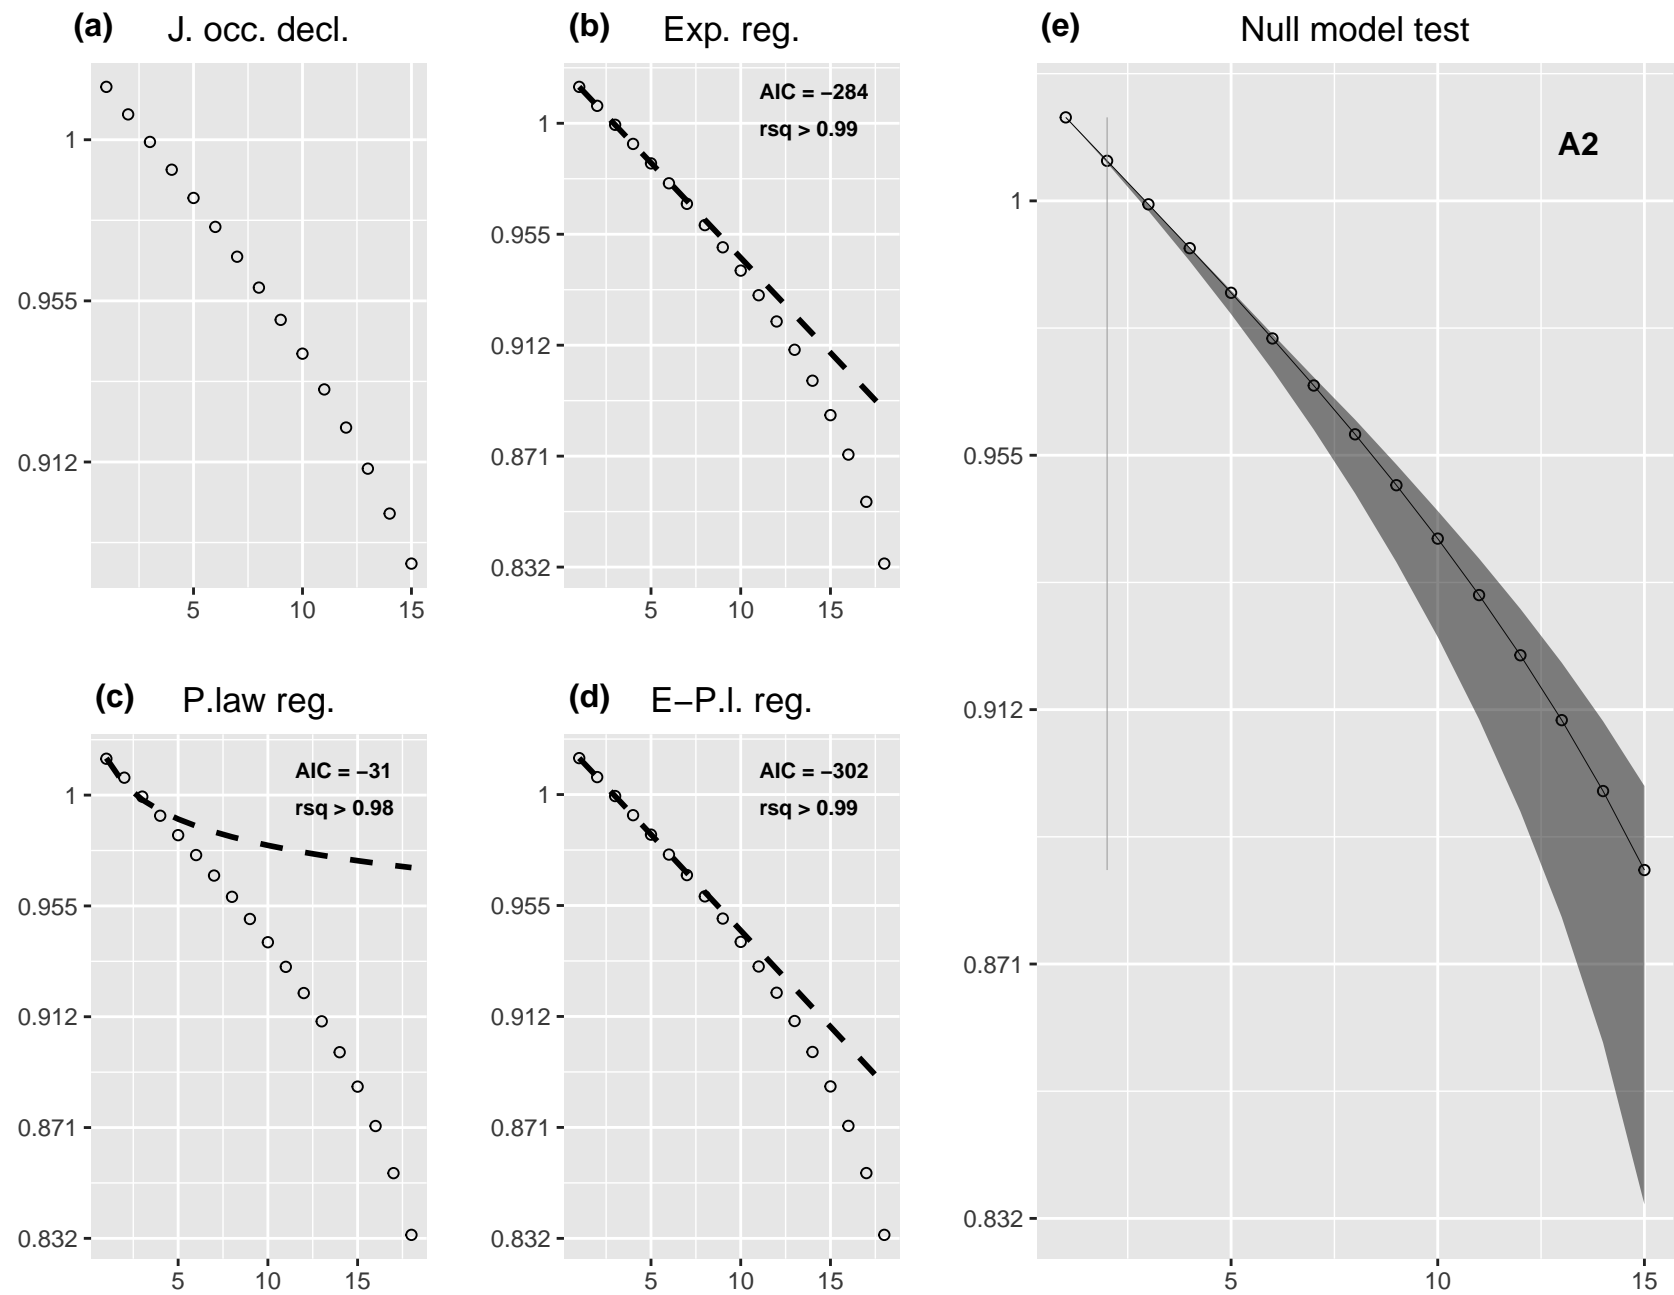 (a) J. occ. decl.
1
0.955
0.912
5 10 15
(b) Exp. reg.
AIC = −284
rsq > 0.99
1
0.955
0.912
0.871
0.832
5 10 15
(c) P.law reg.
AIC = −31
rsq > 0.98
1
0.955
0.912
0.871
0.832
5 10 15
(d) E−P.l. reg.
AIC = −302
rsq > 0.99
1
0.955
0.912
0.871
0.832
5 10 15
(e) Null model test
A2
1
0.955
0.912
0.871
0.832
5 10 15